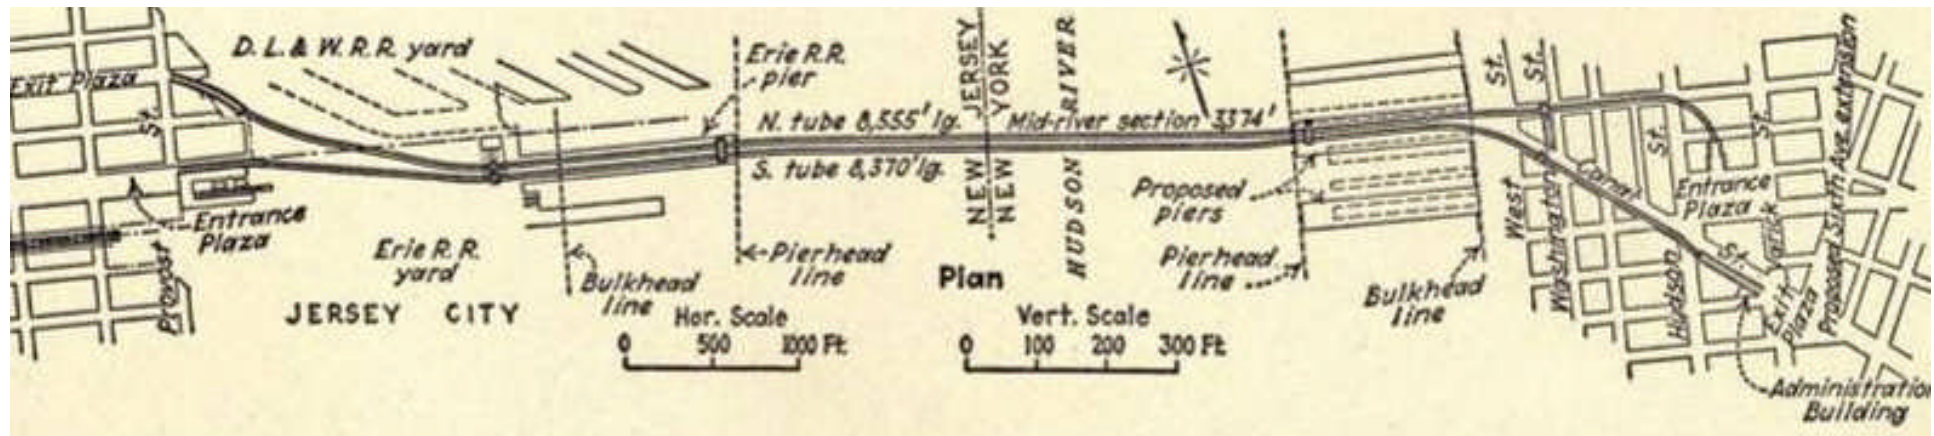 D. L. & W. R. R. yard
Exit Plaza
St.
Erie R.R.
pier
N. tube 8,555' lg.
S. tube 8,370' lg.
NEW JERSEY
NEW YORK
HUDSON RIVER
Mid-river section 3374'
Proposed
piers
Entrance
Plaza
Provost
Erie R.R.
yard
JERSEY CITY
Bulkhead
line
Pierhead
line
Plan
Pierhead
line
Bulkhead
line
Hor. Scale
0 500 1000 Ft.
Vert. Scale
0 100 200 300 Ft.
St.
St.
West
Washington
Canal
St.
St.
Hudson
Entrance
Plaza
St.
Varik
Proposed Sixth Ave. extension
Exit
Plaza
Administration
Building